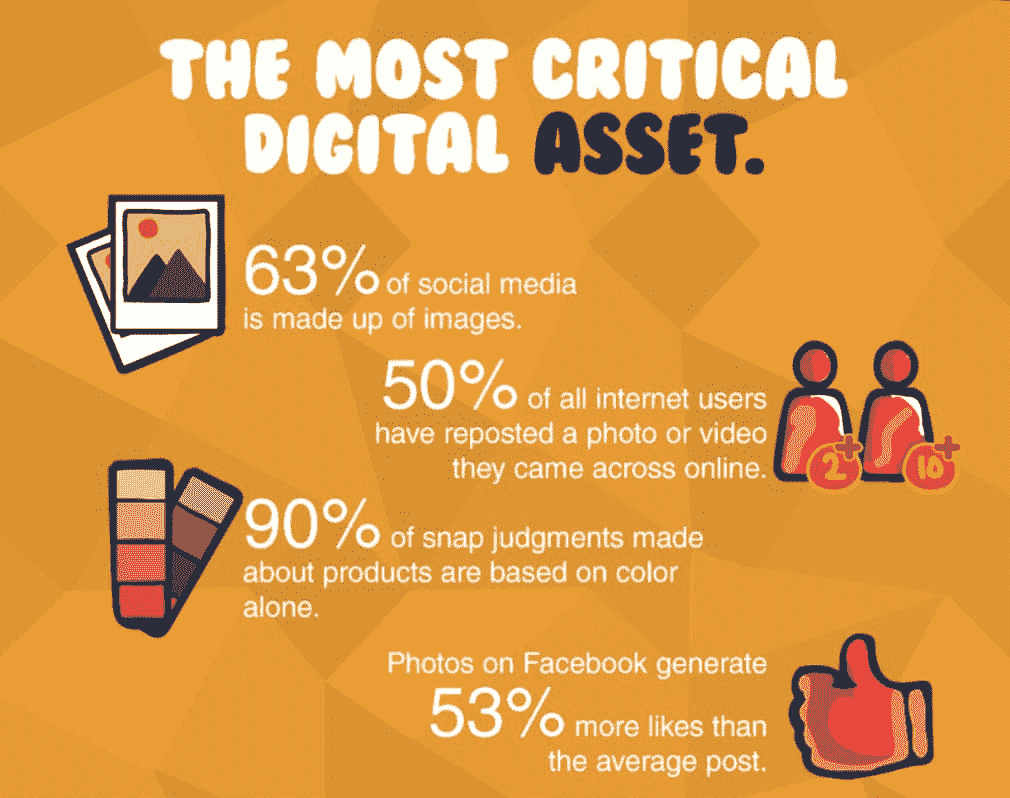 THE MOST CRITICAL
DIGITAL ASSET.
63% of social media
is made up of images.
50% of all internet users
have reposted a photo or video
they came across online.
2+ 10+
90% of snap judgments made
about products are based on color
alone.
Photos on Facebook generate
53% more likes than
the average post.